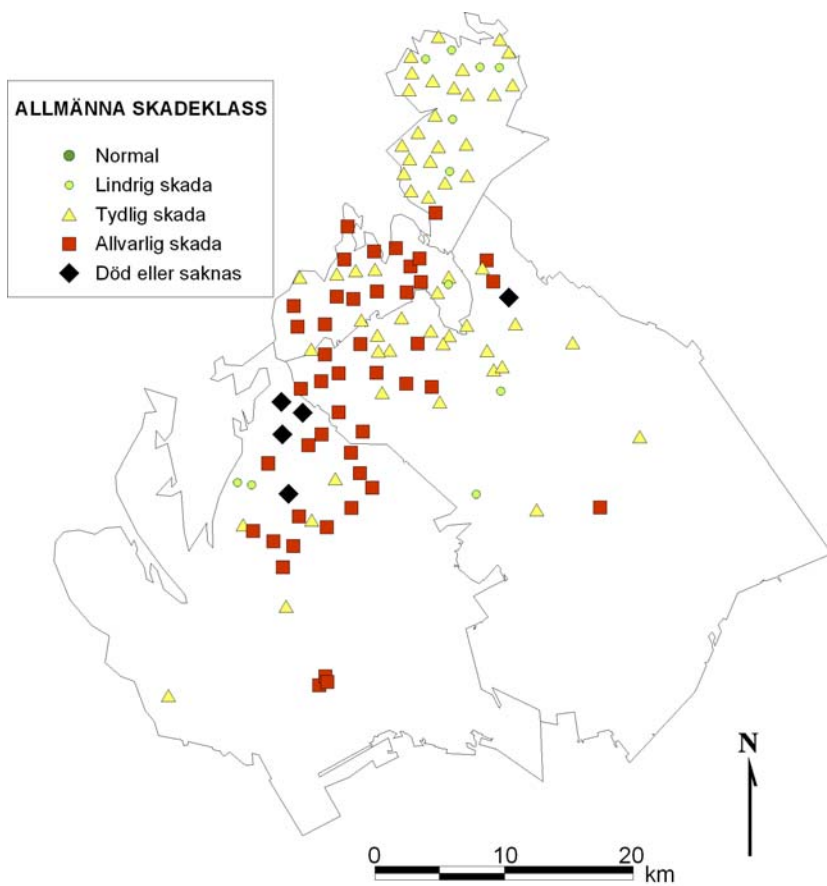 ALLMÄNNA SKADEKLASS
Normal
Lindrig skada
Tydlig skada
Allvarlig skada
Död eller saknas
N
0 10 20
km